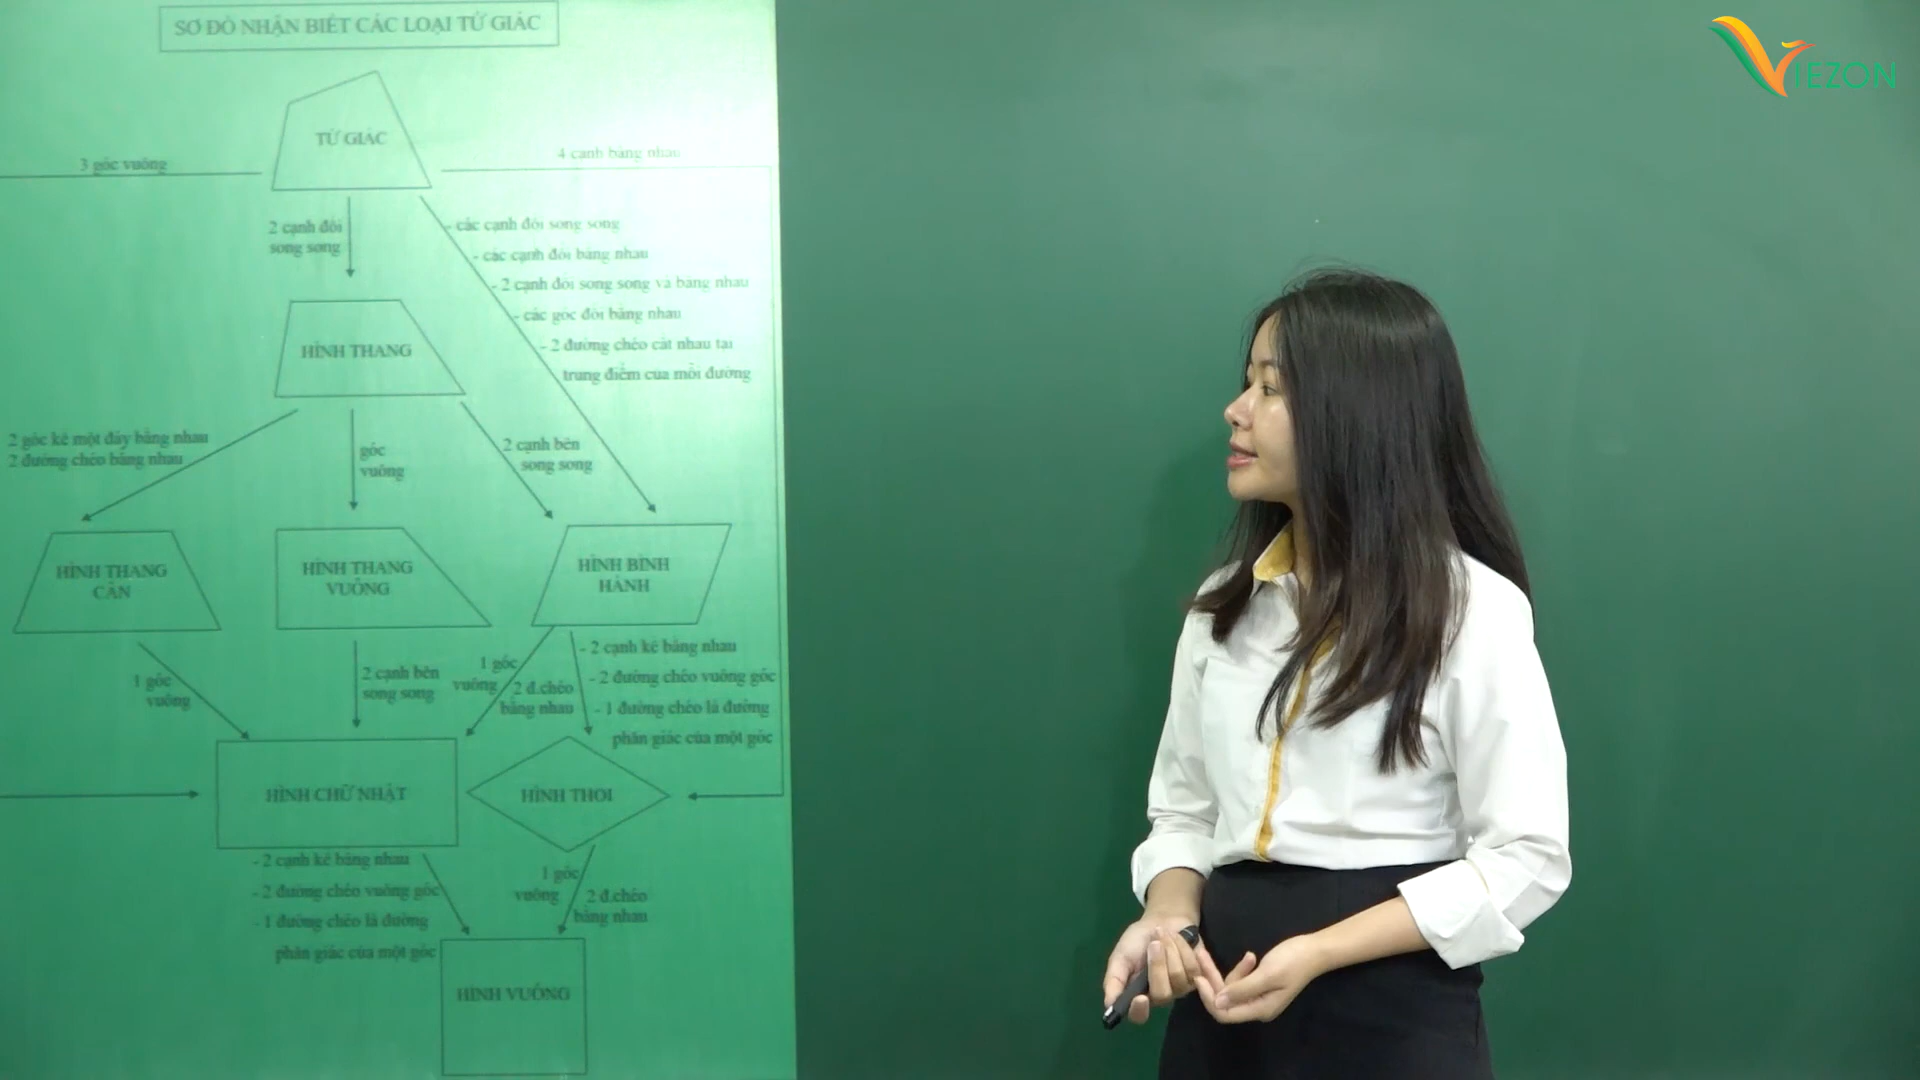 SƠ ĐỒ NHẬN BIẾT CÁC LOẠI TỨ GIÁC
VIEZON
TỨ GIÁC
3 góc vuông
4 cạnh bằng nhau
2 cạnh đối
song song
- các cạnh đối song song
- các cạnh đối bằng nhau
- 2 cạnh đối song song và bằng nhau
- các góc đối bằng nhau
- 2 đường chéo cắt nhau tại
trung điểm của mỗi đường
HÌNH THANG
2 góc kề một đáy bằng nhau
2 đường chéo bằng nhau
góc
vuông
2 cạnh bên
song song
HÌNH THANG
CÂN
HÌNH THANG
VUÔNG
HÌNH BÌNH
HÀNH
1 góc
vuông
2 cạnh bên
song song
1 góc
vuông
2 đ.chéo
bằng nhau
- 2 cạnh kề bằng nhau
- 2 đường chéo vuông góc
- 1 đường chéo là đường
phân giác của một góc
HÌNH CHỮ NHẬT
HÌNH THOI
- 2 cạnh kề bằng nhau
- 2 đường chéo vuông góc
- 1 đường chéo là đường
phân giác của một góc
1 góc
vuông
2 đ.chéo
bằng nhau
HÌNH VUÔNG